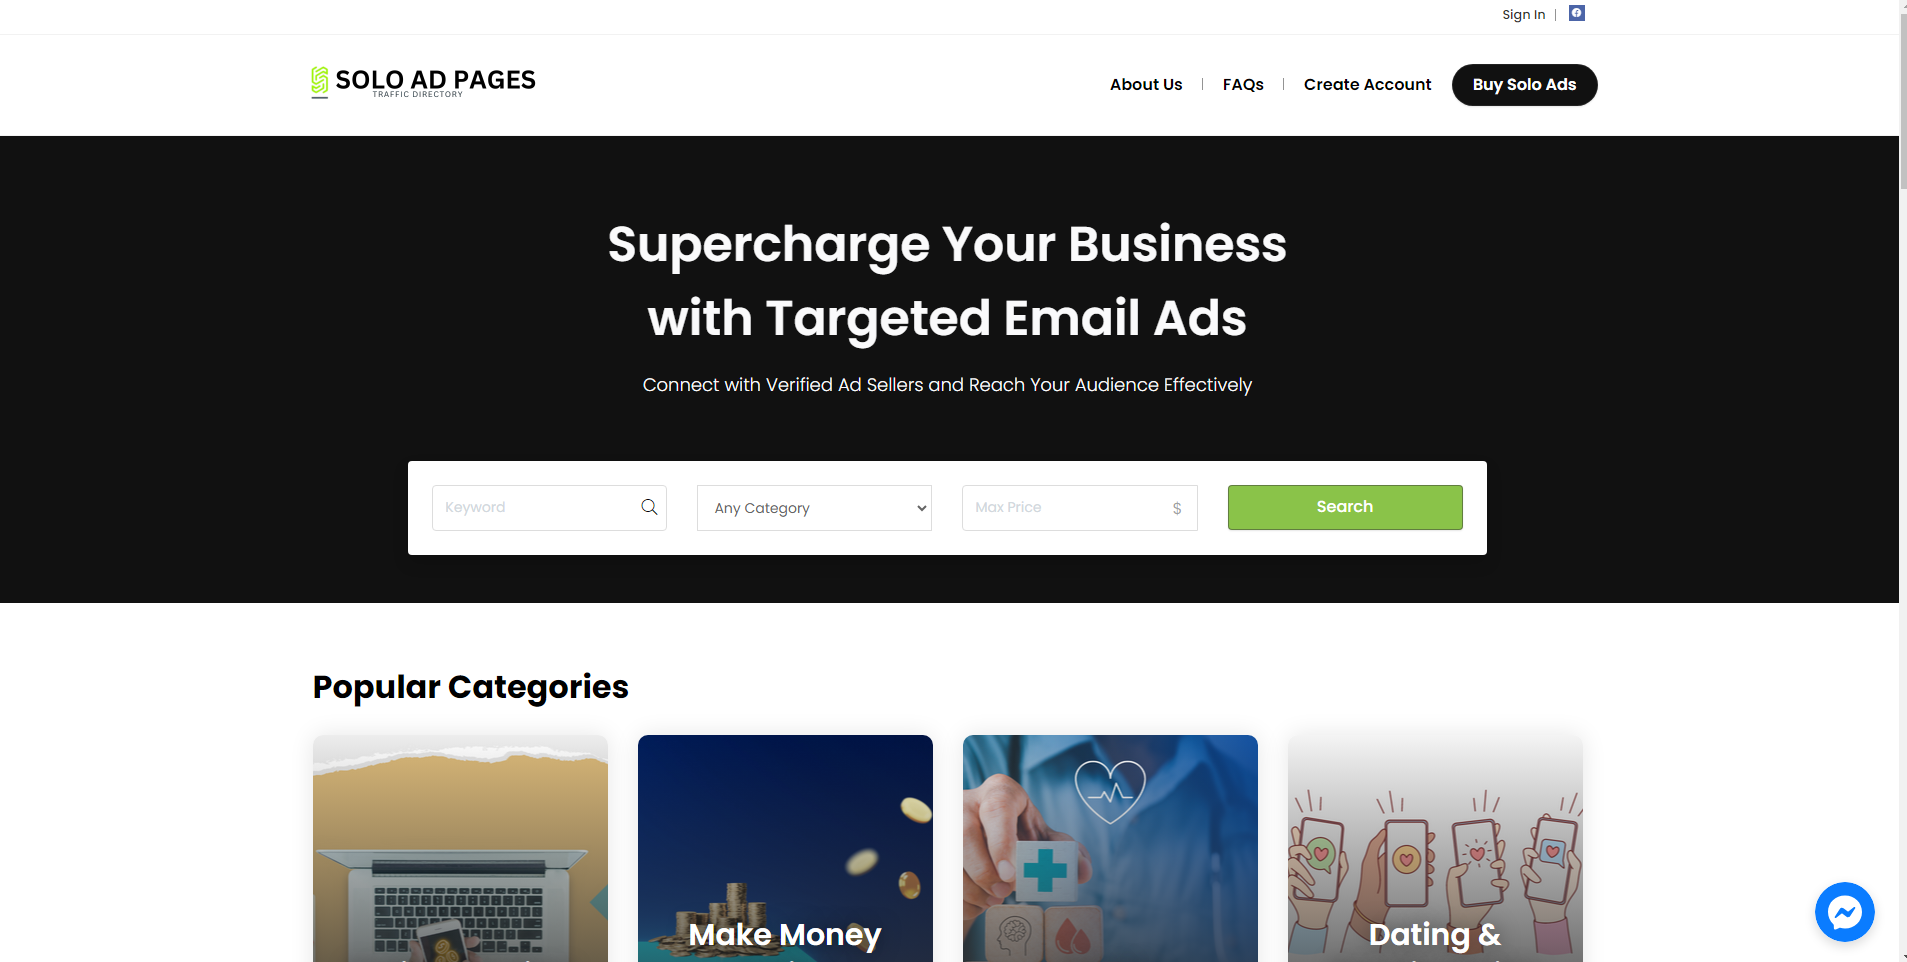 Sign In
SOLO AD PAGES
TRAFFIC DIRECTORY
About Us
FAQs
Create Account
Buy Solo Ads
Supercharge Your Business
with Targeted Email Ads
Connect with Verified Ad Sellers and Reach Your Audience Effectively
Keyword
Any Category
Max Price
$
Search
Popular Categories
Make Money
Dating &